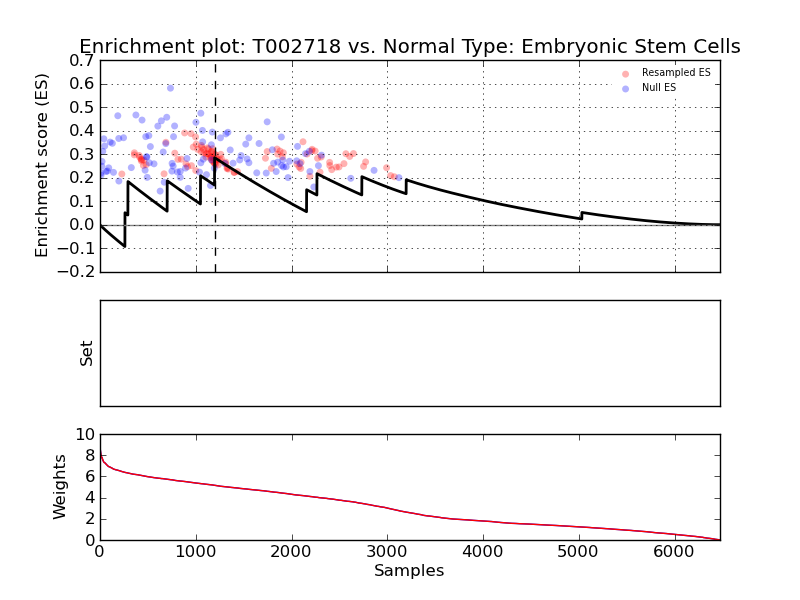 Enrichment plot: T002718 vs. Normal Type: Embryonic Stem Cells
Enrichment score (ES)
0.7
0.6
0.5
0.4
0.3
0.2
0.1
0.0
−0.1
−0.2
Resampled ES
Null ES
Set
Weights
10
8
6
4
2
0
0 1000 2000 3000 4000 5000 6000
Samples